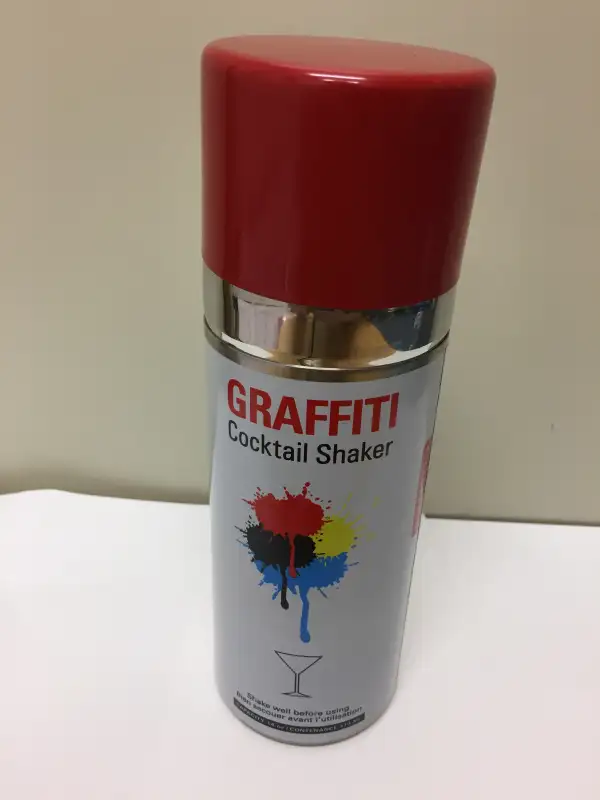 GRAFFITI
Cocktail Shaker
Shake well before using
Bien secouer avant l'utilisation